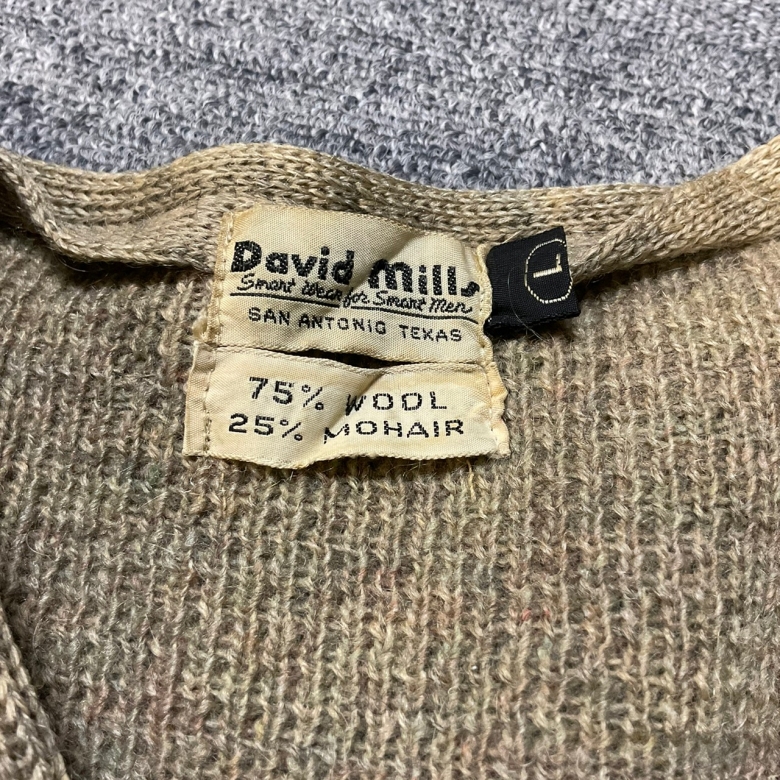 David Mills
Smart Wear for Smart Men
SAN ANTONIO TEXAS
L
75% WOOL
25% MOHAIR